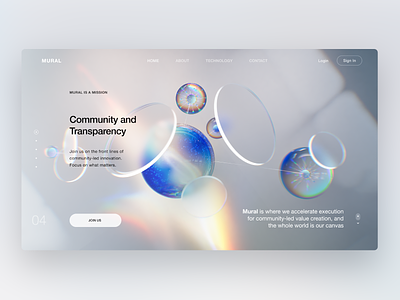 MURAL
HOME ABOUT TECHNOLOGY CONTACT
Login Sign In
MURAL IS A MISSION
Community and
Transparency
Join us on the front lines of
community-led innovation.
Focus on what matters.
04
JOIN US
Mural is where we accelerate execution
for community-led value creation, and
the whole world is our canvas